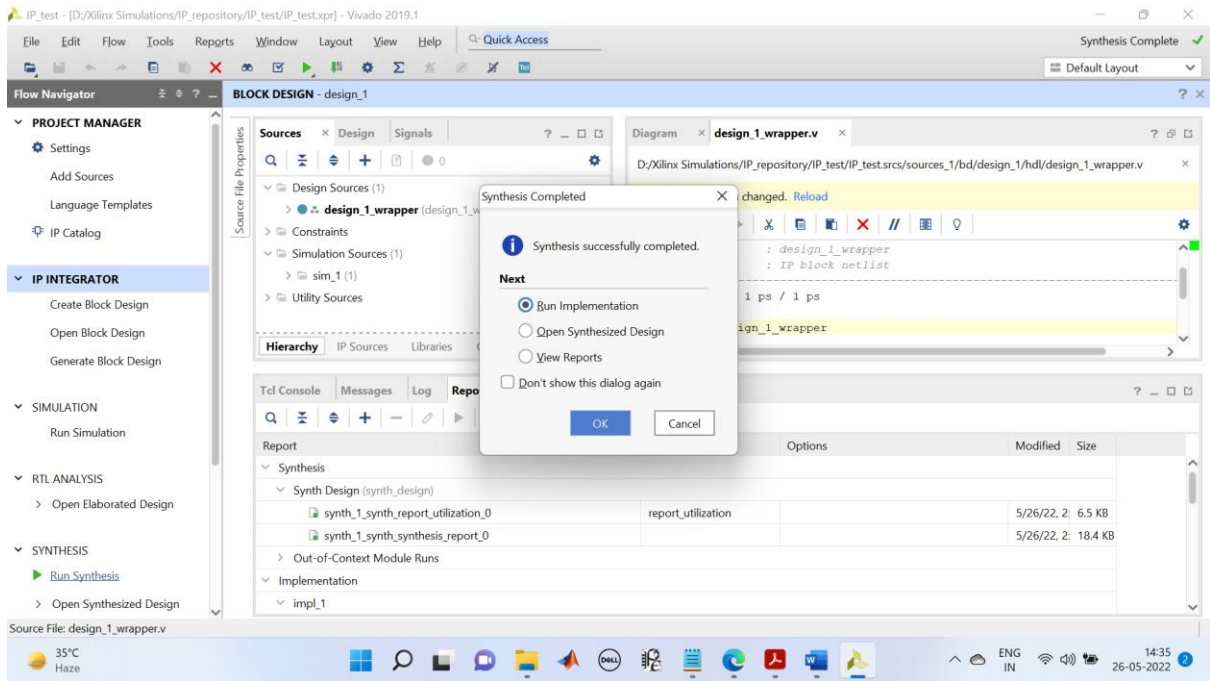 IP_test - [D:/Xilinx Simulations/IP_repository/IP_test/IP_test.xpr] - Vivado 2019.1
File Edit Flow Tools Reports Window Layout View Help Quick Access Synthesis Complete
Default Layout
Flow Navigator
BLOCK DESIGN - design_1
PROJECT MANAGER
Settings
Add Sources
Language Templates
IP Catalog
IP INTEGRATOR
Create Block Design
Open Block Design
Generate Block Design
SIMULATION
Run Simulation
RTL ANALYSIS
Open Elaborated Design
SYNTHESIS
Run Synthesis
Open Synthesized Design
Source File Properties
Sources Design Signals
0
Design Sources (1)
design_1_wrapper (design_1_w
Constraints
Simulation Sources (1)
sim_1 (1)
Utility Sources
Hierarchy IP Sources Libraries
Diagram design_1_wrapper.v
D:/Xilinx Simulations/IP_repository/IP_test/IP_test.srcs/sources_1/bd/design_1/hdl/design_1_wrapper.v
changed. Reload
: design_1_wrapper
: IP block netlist
1 ps / 1 ps
ign_1_wrapper
Synthesis Completed
Synthesis successfully completed.
Next
Run Implementation
Open Synthesized Design
View Reports
Don't show this dialog again
OK Cancel
Tcl Console Messages Log Repo
Report Options Modified Size
Synthesis
Synth Design (synth_design)
synth_1_synth_report_utilization_0 report_utilization 5/26/22, 2: 6.5 KB
synth_1_synth_synthesis_report_0 5/26/22, 2: 18.4 KB
Out-of-Context Module Runs
Implementation
impl_1
Source File: design_1_wrapper.v
35°C
Haze
DELL
W
ENG
IN
14:35
26-05-2022
2